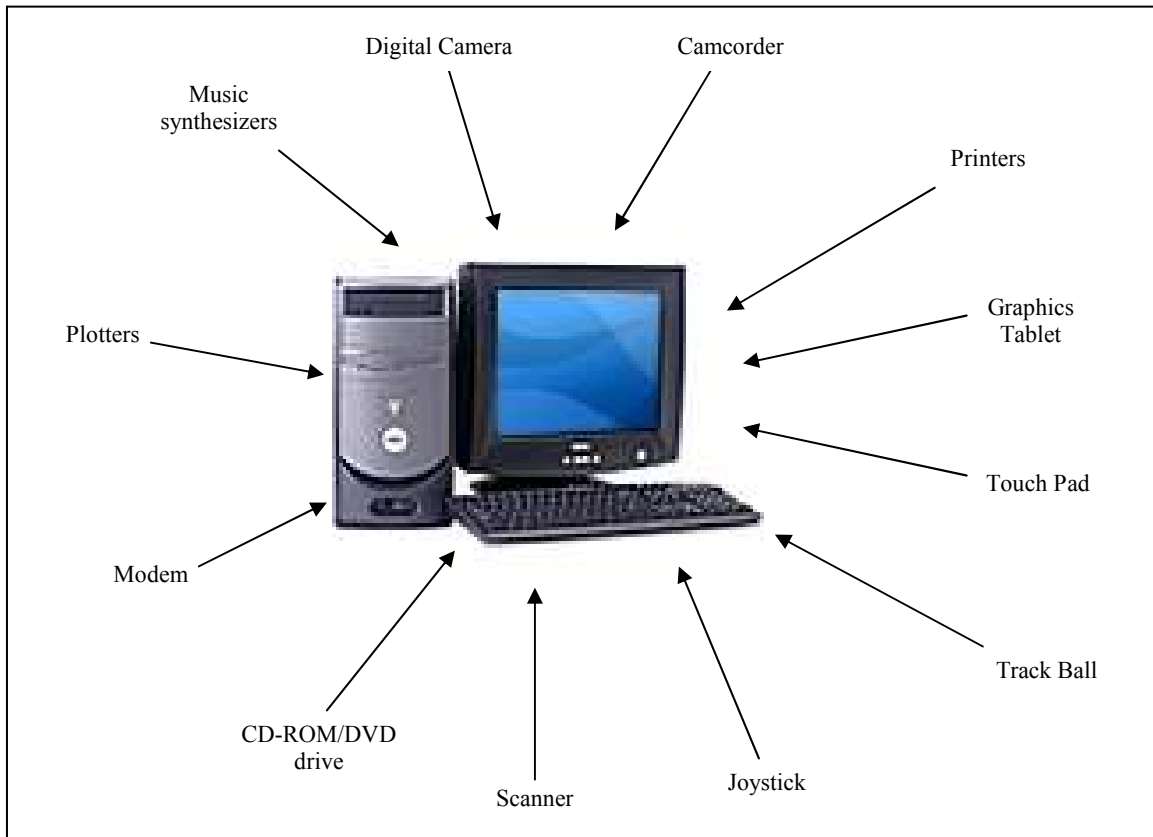 Digital Camera
Camcorder
Music
synthesizers
Printers
Graphics
Tablet
Plotters
Touch Pad
Modem
Track Ball
CD-ROM/DVD
drive
Joystick
Scanner